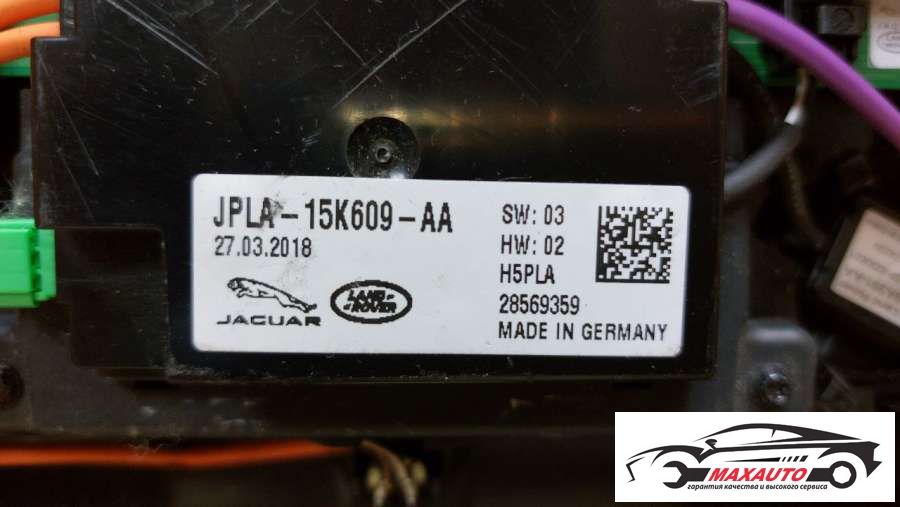 JPLA-15K609-AA
27.03.2018
JAGUAR
LAND
ROVER
SW: 03
HW: 02
H5PLA
28569359
MADE IN GERMANY
MAXAUTO
гарантия качества и высокого сервиса